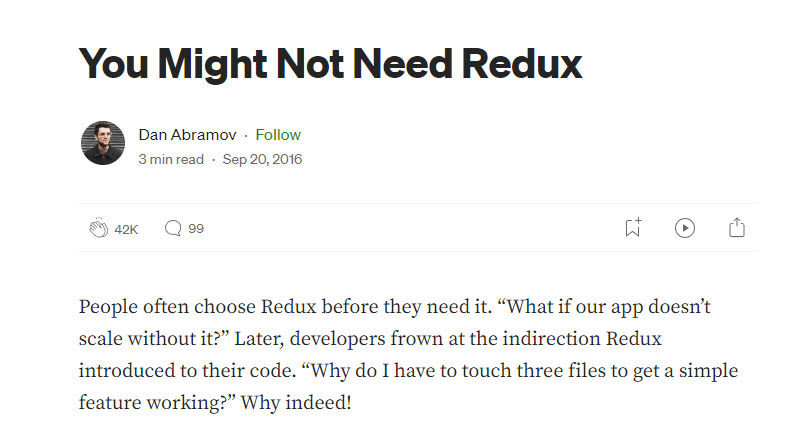 You Might Not Need Redux
Dan Abramov · Follow
3 min read · Sep 20, 2016
42K 99
People often choose Redux before they need it. “What if our app doesn’t
scale without it?” Later, developers frown at the indirection Redux
introduced to their code. “Why do I have to touch three files to get a simple
feature working?” Why indeed!